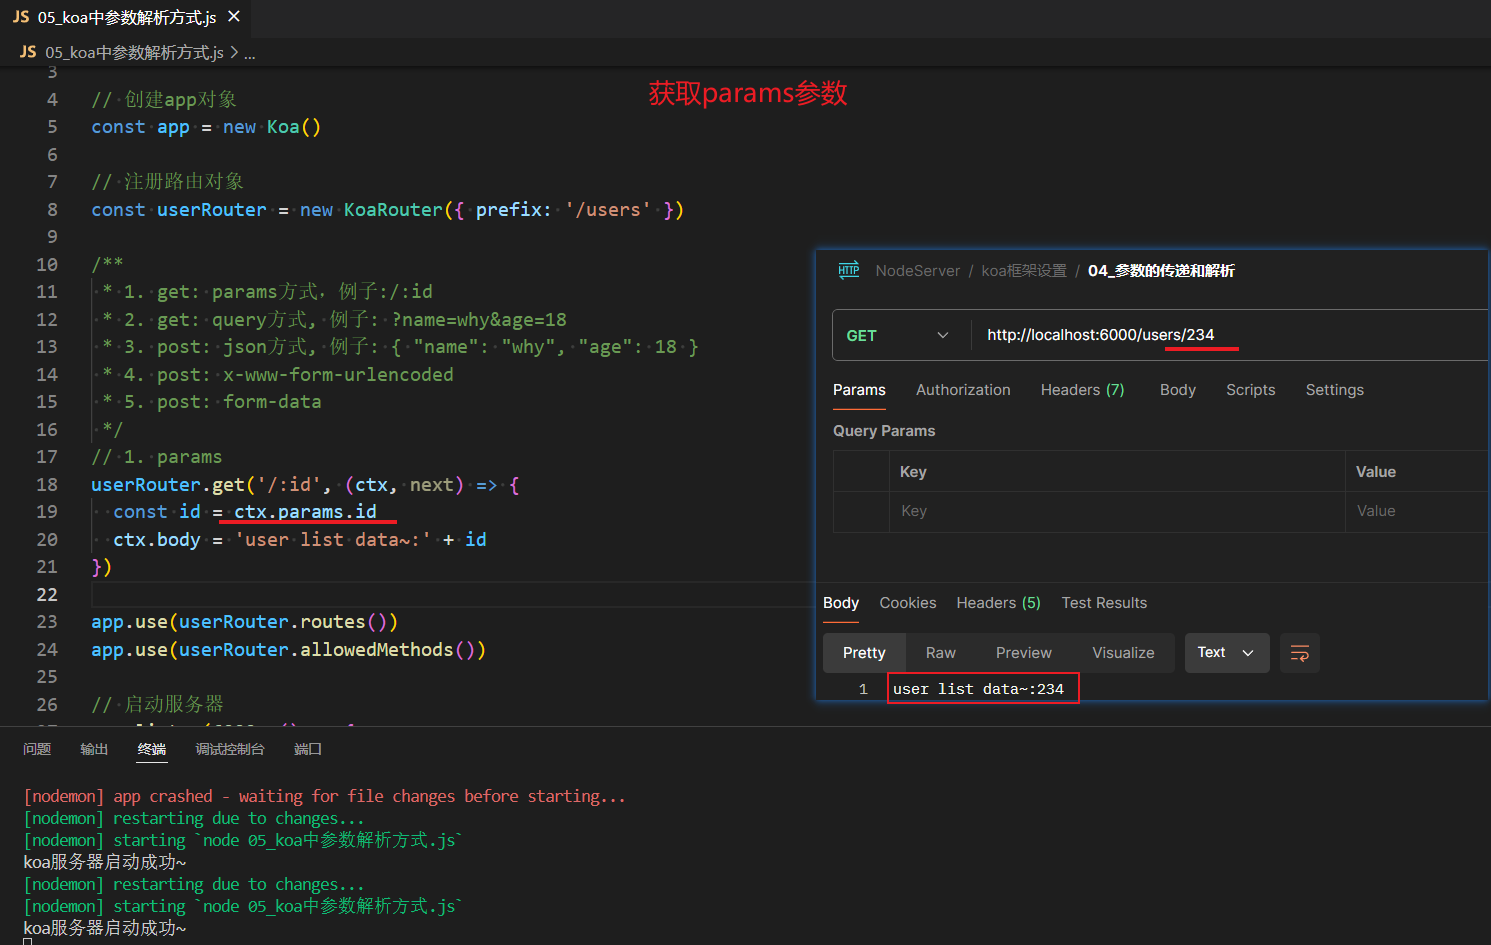 JS 05_koa中参数解析方式.js ×
JS 05_koa中参数解析方式.js > ...
获取params参数
3
4 // 创建app对象
5 const app = new Koa()
6
7 // 注册路由对象
8 const userRouter = new KoaRouter({ prefix: '/users' })
9
10 /**
11 * 1. get: params方式，例子:/:id
12 * 2. get: query方式, 例子: ?name=why&age=18
13 * 3. post: json方式, 例子: { "name": "why", "age": 18 }
14 * 4. post: x-www-form-urlencoded
15 * 5. post: form-data
16 */
17 // 1. params
18 userRouter.get('/:id', (ctx, next) => {
19 const id = ctx.params.id
20 ctx.body = 'user list data~:' + id
21 })
22
23 app.use(userRouter.routes())
24 app.use(userRouter.allowedMethods())
25
26 // 启动服务器
HTTP NodeServer / koa框架设置 / 04_参数的传递和解析
GET http://localhost:6000/users/234
Params Authorization Headers (7) Body Scripts Settings
Query Params
Key Value
Key Value
Body Cookies Headers (5) Test Results
Pretty Raw Preview Visualize Text
1 user list data~:234
问题 输出 终端 调试控制台 端口
[nodemon] app crashed - waiting for file changes before starting...
[nodemon] restarting due to changes...
[nodemon] starting `node 05_koa中参数解析方式.js`
koa服务器启动成功~
[nodemon] restarting due to changes...
[nodemon] starting `node 05_koa中参数解析方式.js`
koa服务器启动成功~